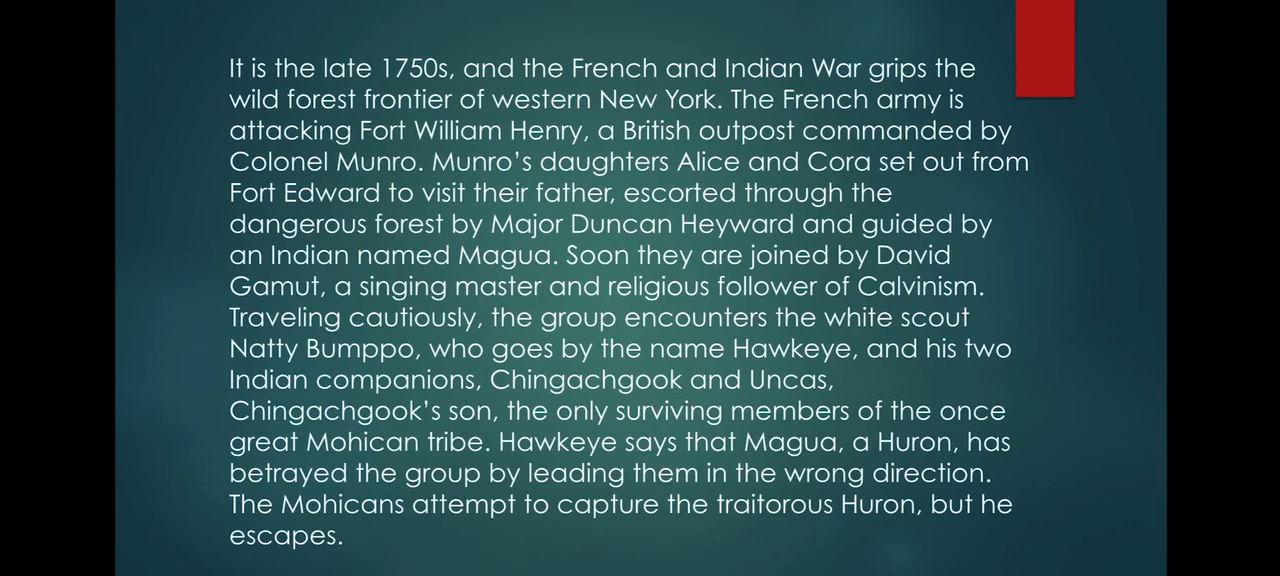 It is the late 1750s, and the French and Indian War grips the
wild forest frontier of western New York. The French army is
attacking Fort William Henry, a British outpost commanded by
Colonel Munro. Munro’s daughters Alice and Cora set out from
Fort Edward to visit their father, escorted through the
dangerous forest by Major Duncan Heyward and guided by
an Indian named Magua. Soon they are joined by David
Gamut, a singing master and religious follower of Calvinism.
Traveling cautiously, the group encounters the white scout
Natty Bumppo, who goes by the name Hawkeye, and his two
Indian companions, Chingachgook and Uncas,
Chingachgook’s son, the only surviving members of the once
great Mohican tribe. Hawkeye says that Magua, a Huron, has
betrayed the group by leading them in the wrong direction.
The Mohicans attempt to capture the traitorous Huron, but he
escapes.